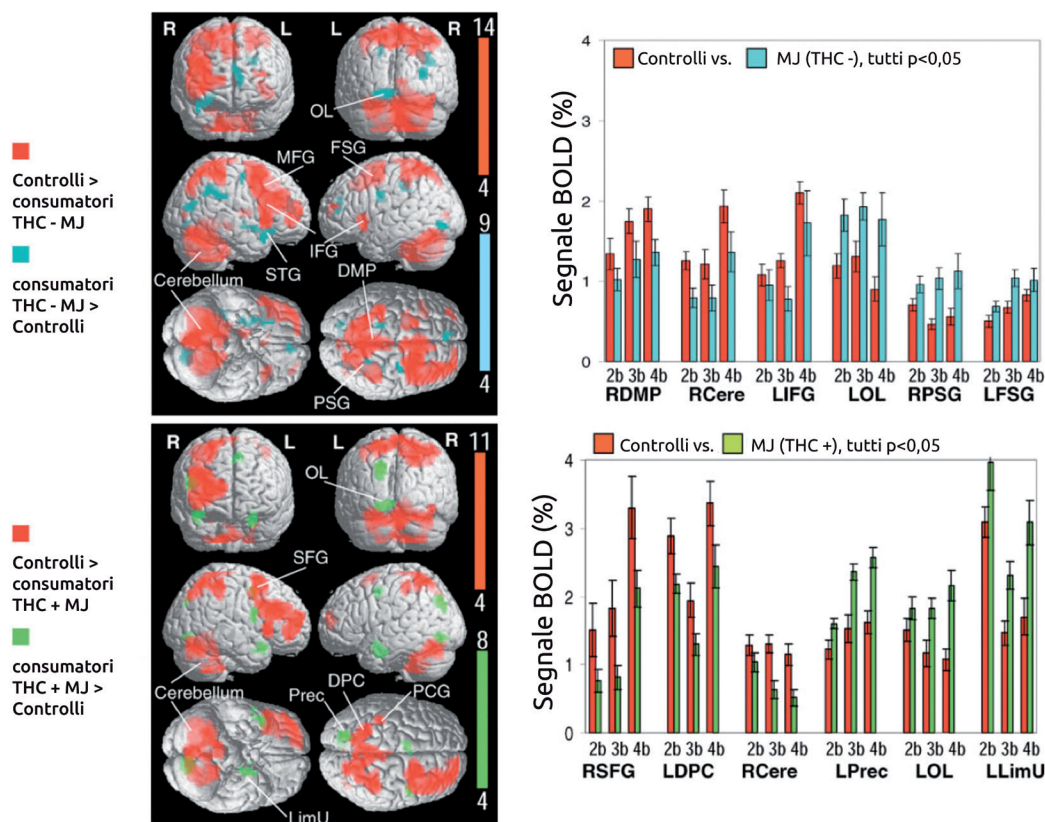 Controlli >
consumatori
THC - MJ
consumatori
THC - MJ >
Controlli
R L L R
14
4
9
4
OL
MFG
FSG
IFG
STG
DMP
Cerebellum
PSG
Controlli vs. MJ (THC -), tutti p<0,05
Segnale BOLD (%)
4
3
2
1
0
2b 3b 4b 2b 3b 4b 2b 3b 4b 2b 3b 4b 2b 3b 4b 2b 3b 4b
RDMP RCere LIFG LOL RPSG LFSG
Controlli >
consumatori
THC + MJ
consumatori
THC + MJ >
Controlli
R L L R
11
4
8
4
OL
SFG
Cerebellum
DPC
Prec
PCG
LimU
Controlli vs. MJ (THC +), tutti p<0,05
Segnale BOLD (%)
4
3
2
1
0
2b 3b 4b 2b 3b 4b 2b 3b 4b 2b 3b 4b 2b 3b 4b 2b 3b 4b
RSFG LDPC RCere LPrec LOL LLimU